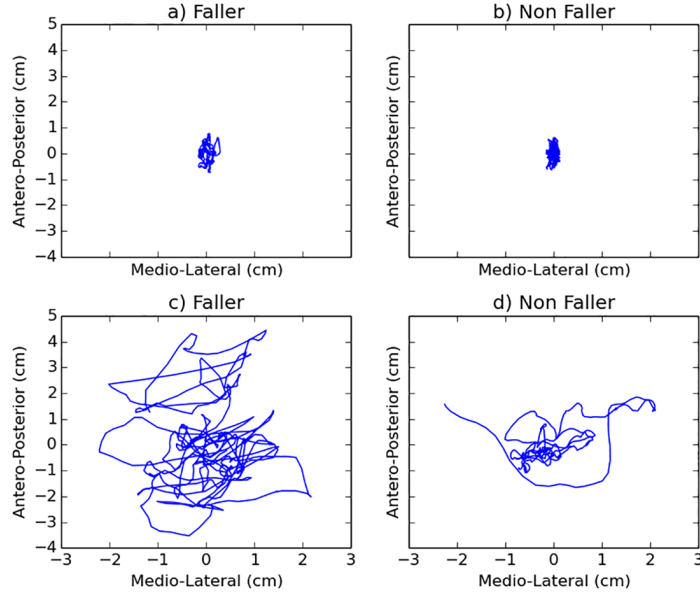 a) Faller
b) Non Faller
5
4
3
2
1
0
−1
−2
−3
−4
Antero-Posterior (cm)
Antero-Posterior (cm)
Medio-Lateral (cm)
Medio-Lateral (cm)
c) Faller
d) Non Faller
5
4
3
2
1
0
−1
−2
−3
−4
Antero-Posterior (cm)
Antero-Posterior (cm)
−3 −2 −1 0 1 2 3
−3 −2 −1 0 1 2 3
Medio-Lateral (cm)
Medio-Lateral (cm)